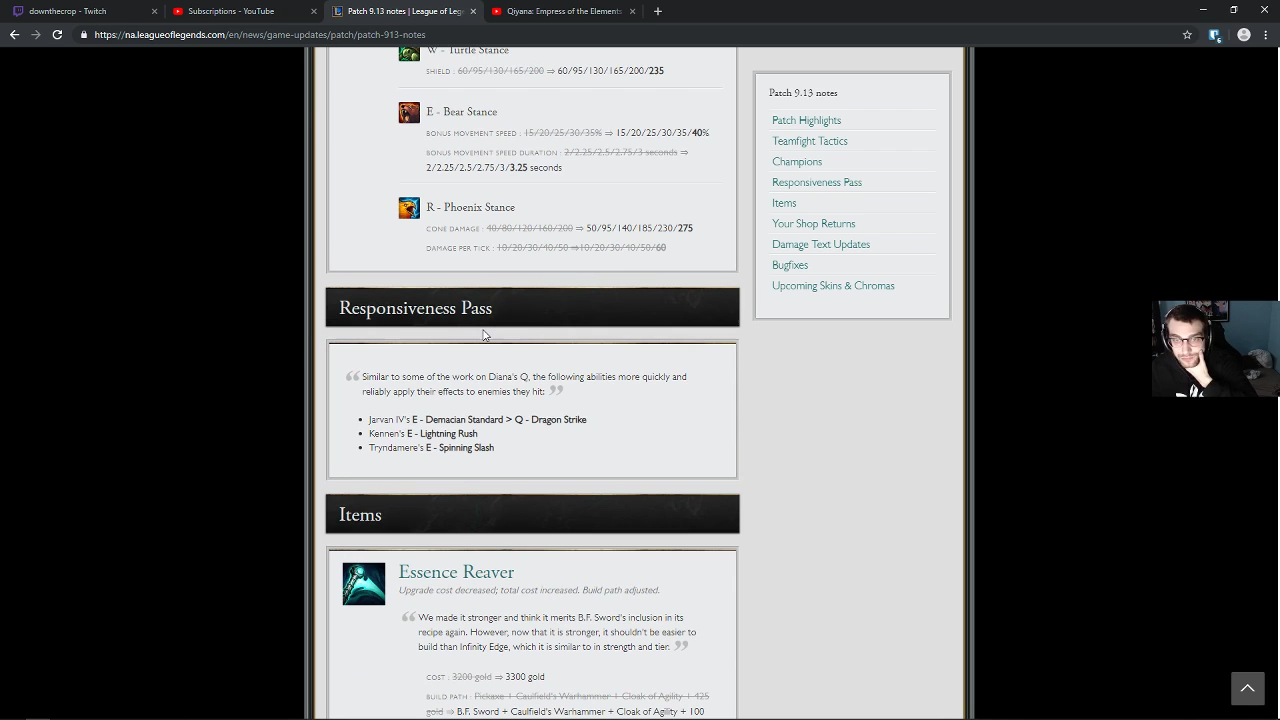 downthecrop - Twitch
Subscriptions - YouTube
Patch 9.13 notes | League of Leg
Qiyana: Empress of the Elements
https://na.leagueoflegends.com/en/news/game-updates/patch/patch-913-notes
W - Turtle Stance
SHIELD : 60/95/130/165/200 ⇒ 60/95/130/165/200/235
E - Bear Stance
BONUS MOVEMENT SPEED : 15/20/25/30/35% ⇒ 15/20/25/30/35/40%
BONUS MOVEMENT SPEED DURATION : 2/2.25/2.5/2.75/3 seconds ⇒
2/2.25/2.5/2.75/3/3.25 seconds
R - Phoenix Stance
CONE DAMAGE : 40/80/120/160/200 ⇒ 50/95/140/185/230/275
DAMAGE PER TICK : 10/20/30/40/50 ⇒10/20/30/40/50/60
Responsiveness Pass
“ Similar to some of the work on Diana's Q, the following abilities more quickly and
reliably apply their effects to enemies they hit: ”
• Jarvan IV's E - Demacian Standard > Q - Dragon Strike
• Kennen's E - Lightning Rush
• Tryndamere's E - Spinning Slash
Items
Essence Reaver
Upgrade cost decreased; total cost increased. Build path adjusted.
“ We made it stronger and think it merits B.F. Sword's inclusion in its
recipe again. However, now that it is stronger, it shouldn't be easier to
build than Infinity Edge, which it is similar to in strength and tier. ”
COST : 3200 gold ⇒ 3300 gold
BUILD PATH : Pickaxe + Caulfield's Warhammer + Cloak of Agility + 425
gold ⇒ B.F. Sword + Caulfield's Warhammer + Cloak of Agility + 100
Patch 9.13 notes
Patch Highlights
Teamfight Tactics
Champions
Responsiveness Pass
Items
Your Shop Returns
Damage Text Updates
Bugfixes
Upcoming Skins & Chromas